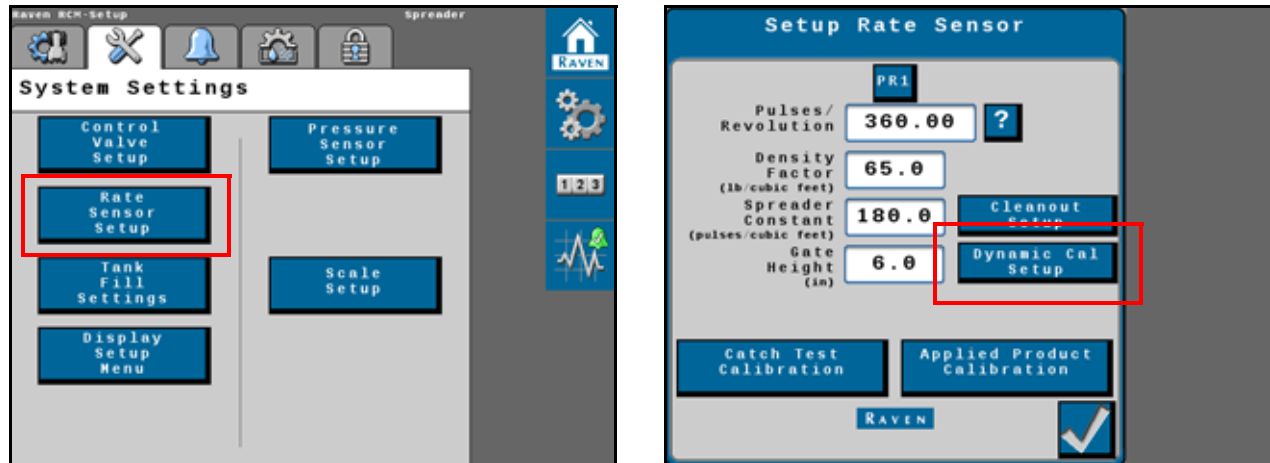 Raven RCM-Setup
Spreader
System Settings
Control
Valve
Setup
Pressure
Sensor
Setup
Rate
Sensor
Setup
Tank
Fill
Settings
Scale
Setup
Display
Setup
Menu
RAVEN
1 2 3
Setup Rate Sensor
PR1
Pulses/
Revolution
360.00
?
Density
Factor
(lb/cubic feet)
65.0
Spreader
Constant
(pulses/cubic feet)
180.0
Cleanout
Setup
Gate
Height
(in)
6.0
Dynamic Cal
Setup
Catch Test
Calibration
Applied Product
Calibration
RAVEN